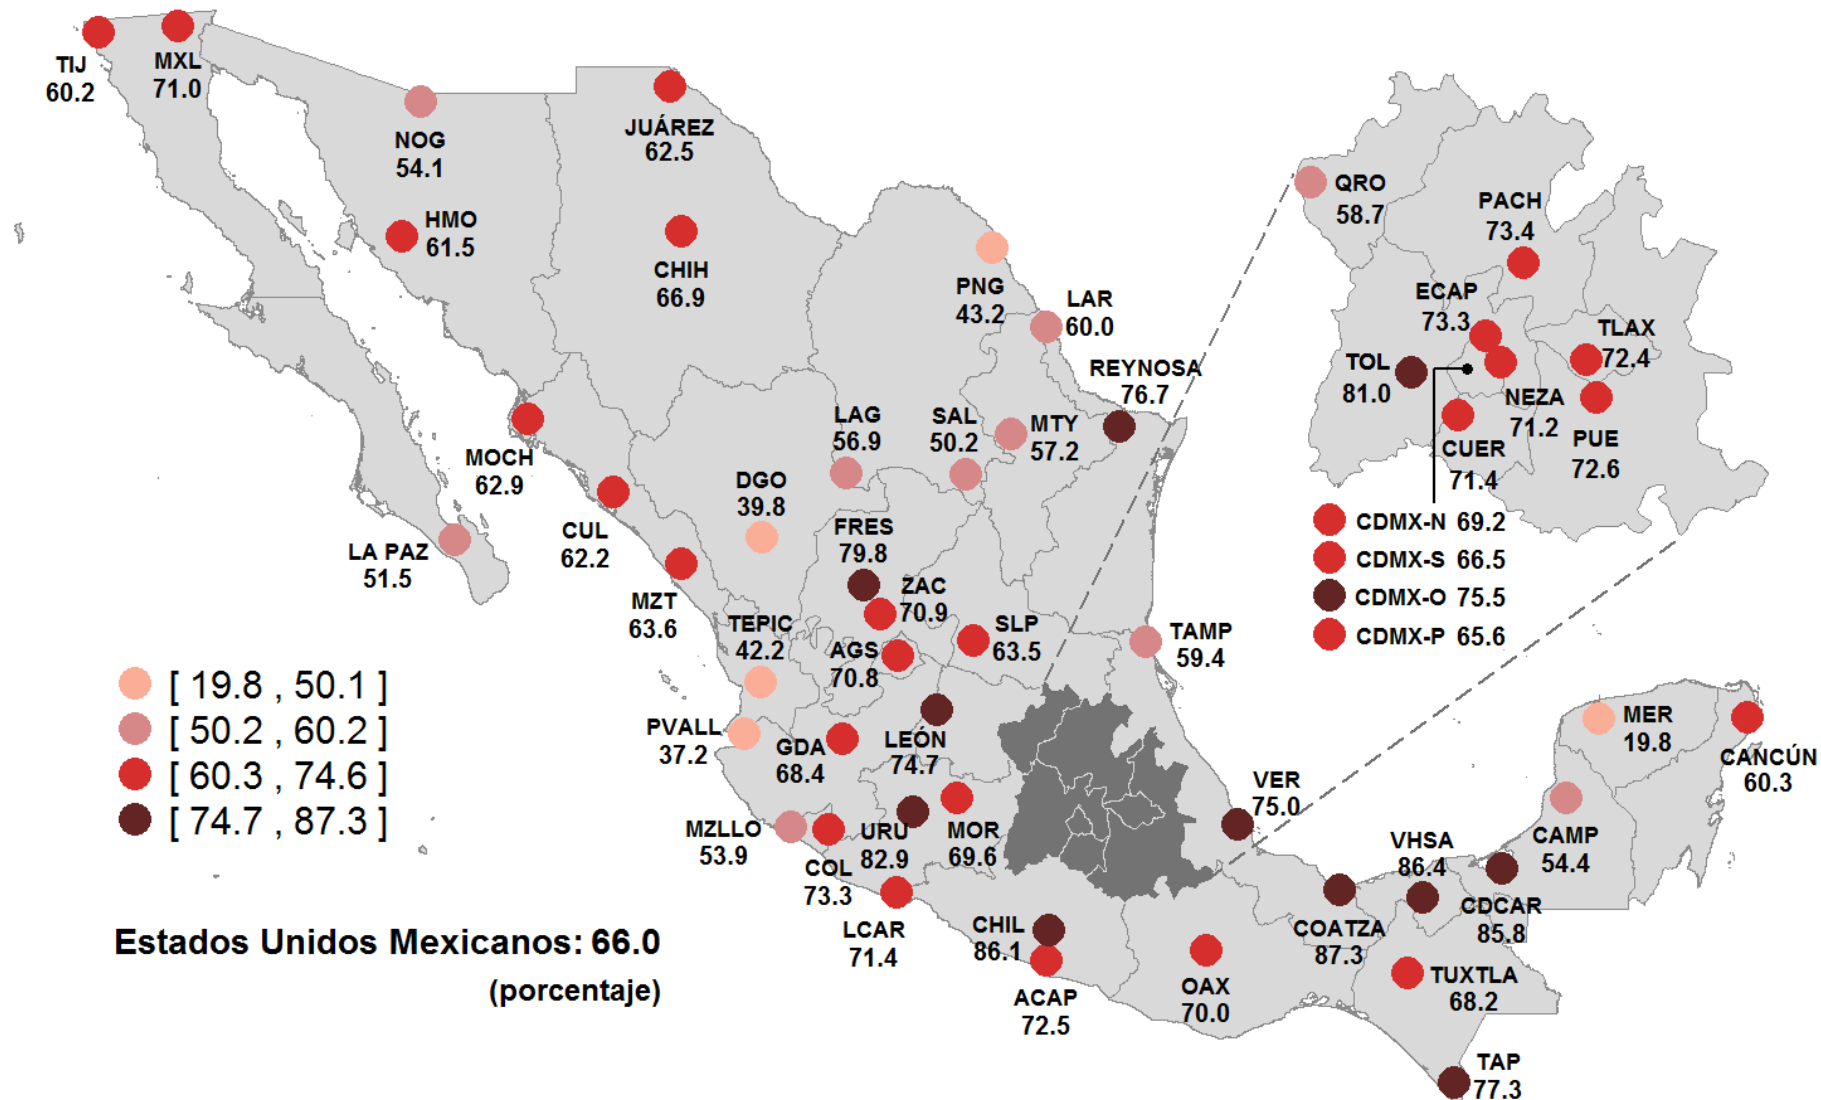 TIJ
60.2
MXL
71.0
NOG
54.1
HMO
61.5
JUÁREZ
62.5
CHIH
66.9
PNG
43.2
LAR
60.0
REYNOSA
76.7
LAG
56.9
SAL
50.2
MTY
57.2
MOCH
62.9
CUL
62.2
DGO
39.8
LA PAZ
51.5
MZT
63.6
FRES
79.8
ZAC
70.9
TEPIC
42.2
AGS
70.8
SLP
63.5
TAMP
59.4
PVALL
37.2
GDA
68.4
LEÓN
74.7
MZLLO
53.9
COL
73.3
URU
82.9
MOR
69.6
LCAR
71.4
CHIL
86.1
ACAP
72.5
OAX
70.0
VER
75.0
COATZA
87.3
VHSA
86.4
CDCAR
85.8
TUXTLA
68.2
TAP
77.3
CAMP
54.4
MER
19.8
CANCÚN
60.3
QRO
58.7
PACH
73.4
ECAP
73.3
TLAX
72.4
TOL
81.0
NEZA
71.2
CUER
71.4
PUE
72.6
CDMX-N 69.2
CDMX-S 66.5
CDMX-O 75.5
CDMX-P 65.6
[ 19.8 , 50.1 ]
[ 50.2 , 60.2 ]
[ 60.3 , 74.6 ]
[ 74.7 , 87.3 ]
Estados Unidos Mexicanos: 66.0
(porcentaje)